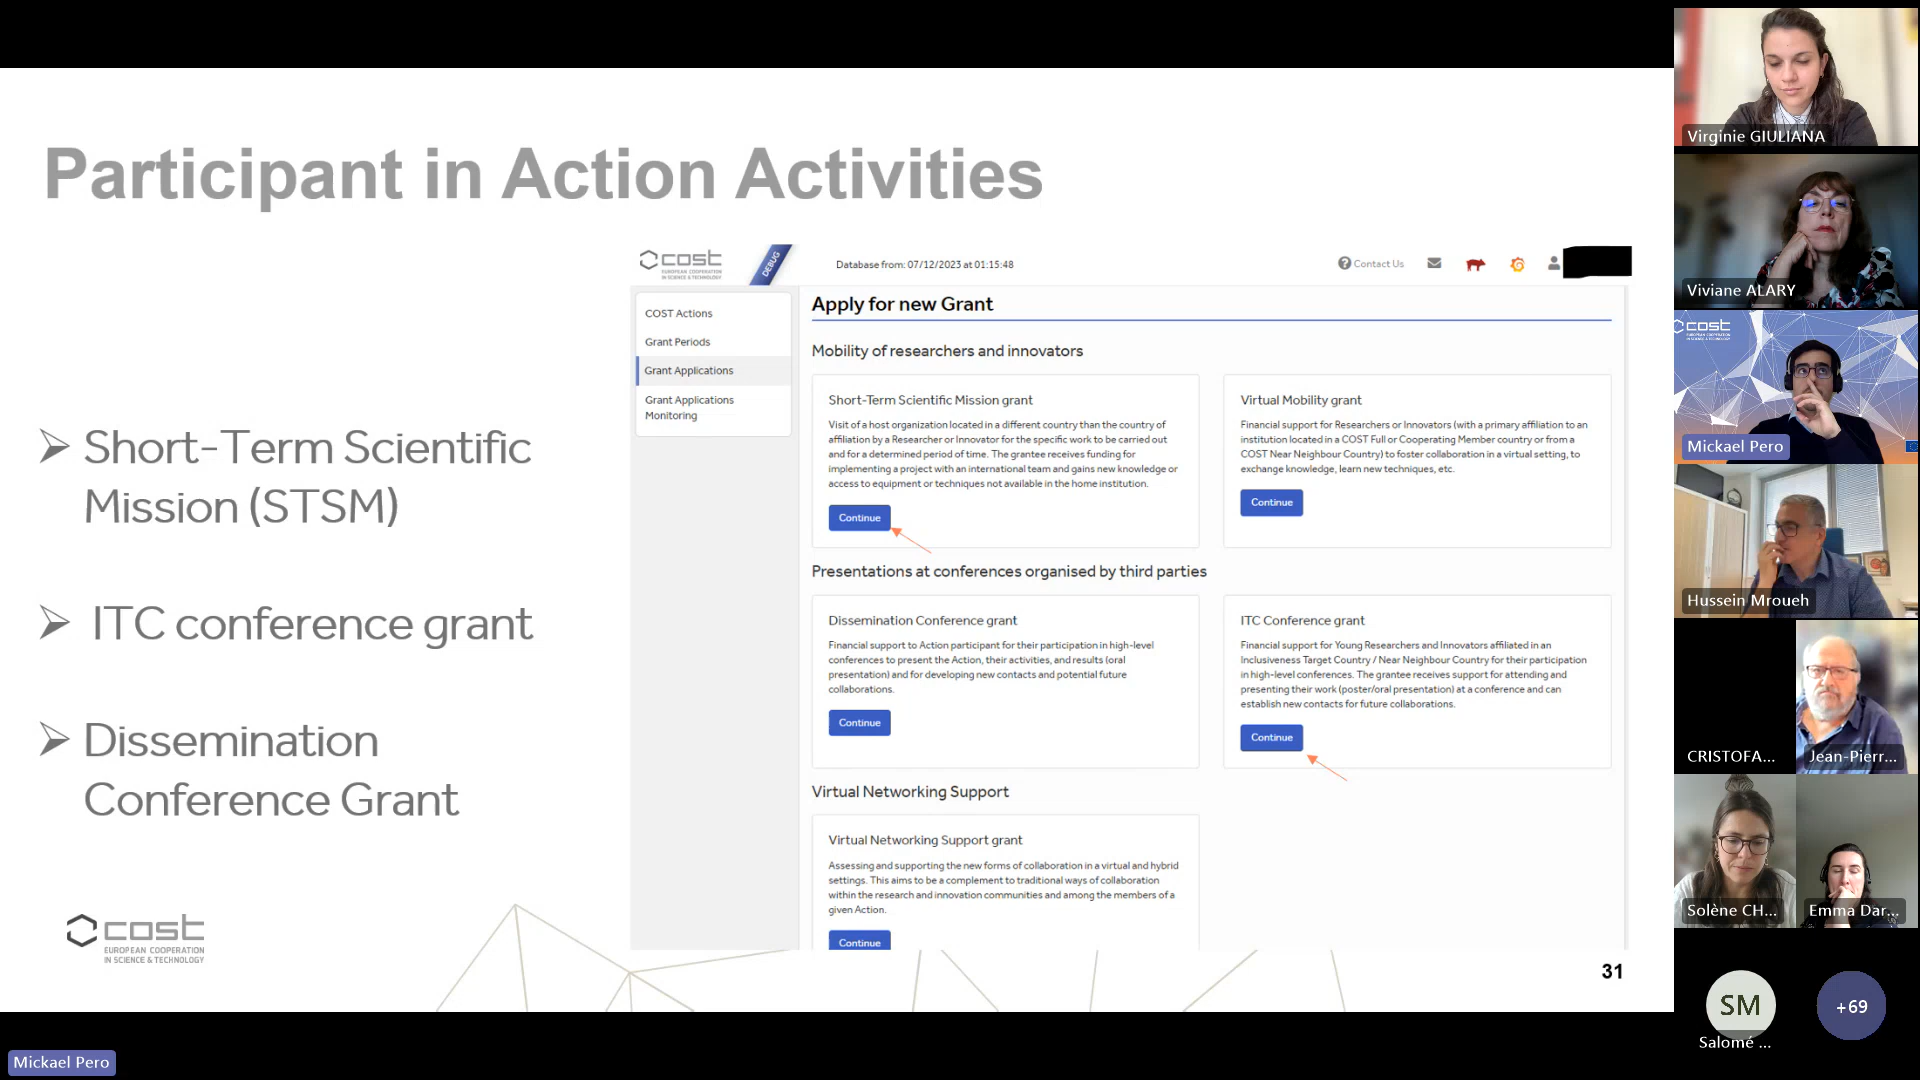 Participant in Action Activities
➢ Short-Term Scientific
Mission (STSM)
➢ ITC conference grant
➢ Dissemination
Conference Grant
cost
EUROPEAN COOPERATION
IN SCIENCE & TECHNOLOGY
cost
EUROPEAN COOPERATION
IN SCIENCE & TECHNOLOGY
DEBUG
Database from: 07/12/2023 at 01:15:48
Contact Us
COST Actions
Grant Periods
Grant Applications
Grant Applications
Monitoring
Apply for new Grant
Mobility of researchers and innovators
Short-Term Scientific Mission grant
Visit of a host organization located in a different country than the country of
affiliation by a Researcher or Innovator for the specific work to be carried out
and for a determined period of time. The grantee receives funding for
implementing a project with an international team and gains new knowledge or
access to equipment or techniques not available in the home institution.
Continue
Virtual Mobility grant
Financial support for Researchers or Innovators (with a primary affiliation to an
institution located in a COST Full or Cooperating Member country or from a
COST Near Neighbour Country) to foster collaboration in a virtual setting, to
exchange knowledge, learn new techniques, etc.
Continue
Presentations at conferences organised by third parties
Dissemination Conference grant
Financial support to Action participant for their participation in high-level
conferences to present the Action, their activities, and results (oral
presentation) and for developing new contacts and potential future
collaborations.
Continue
ITC Conference grant
Financial support for Young Researchers and Innovators affiliated in an
Inclusiveness Target Country / Near Neighbour Country for their participation
in high-level conferences. The grantee receives support for attending and
presenting their work (poster/oral presentation) at a conference and can
establish new contacts for future collaborations.
Continue
Virtual Networking Support
Virtual Networking Support grant
Assessing and supporting the new forms of collaboration in a virtual and hybrid
settings. This aims to be a complement to traditional ways of collaboration
within the research and innovation communities and among the members of a
given Action.
Continue
31
Mickael Pero
Virginie GIULIANA
Viviane ALARY
cost
Mickael Pero
Hussein Mroueh
CRISTOFA...
Jean-Pierr...
Solène CH...
Emma Dar...
SM
Salomé ...
+69